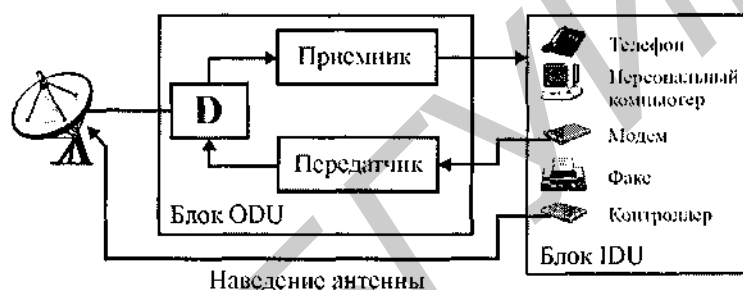 Приемник
D
Передатчик
Блок ODU
Телефон
Персональный
компьютер
Модем
Факс
Контроллер
Блок IDU
Наведение антенны